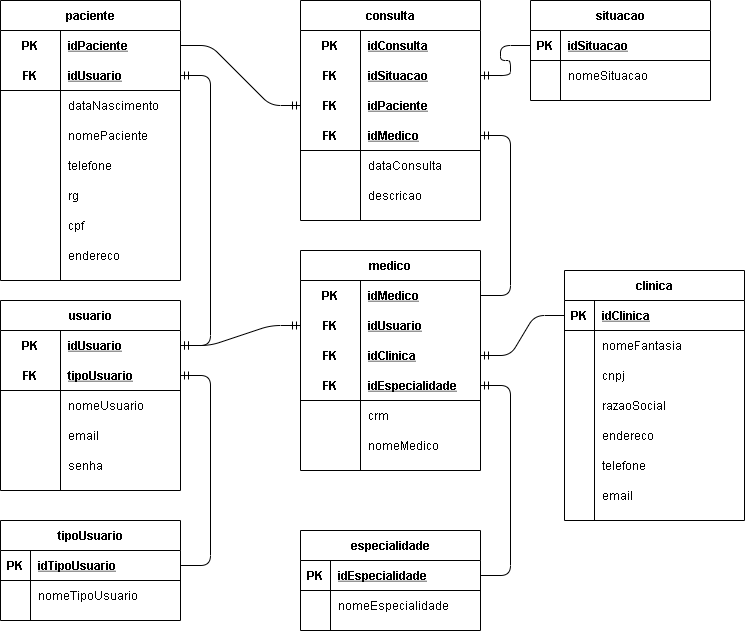 paciente
PK idPaciente
FK idUsuario
dataNascimento
nomePaciente
telefone
rg
cpf
endereco
consulta
PK idConsulta
FK idSituacao
FK idPaciente
FK idMedico
dataConsulta
descricao
situacao
PK idSituacao
nomeSituacao
usuario
PK idUsuario
FK tipoUsuario
nomeUsuario
email
senha
medico
PK idMedico
FK idUsuario
FK idClinica
FK idEspecialidade
crm
nomeMedico
clinica
PK idClinica
nomeFantasia
cnpj
razaoSocial
endereco
telefone
email
tipoUsuario
PK idTipoUsuario
nomeTipoUsuario
especialidade
PK idEspecialidade
nomeEspecialidade